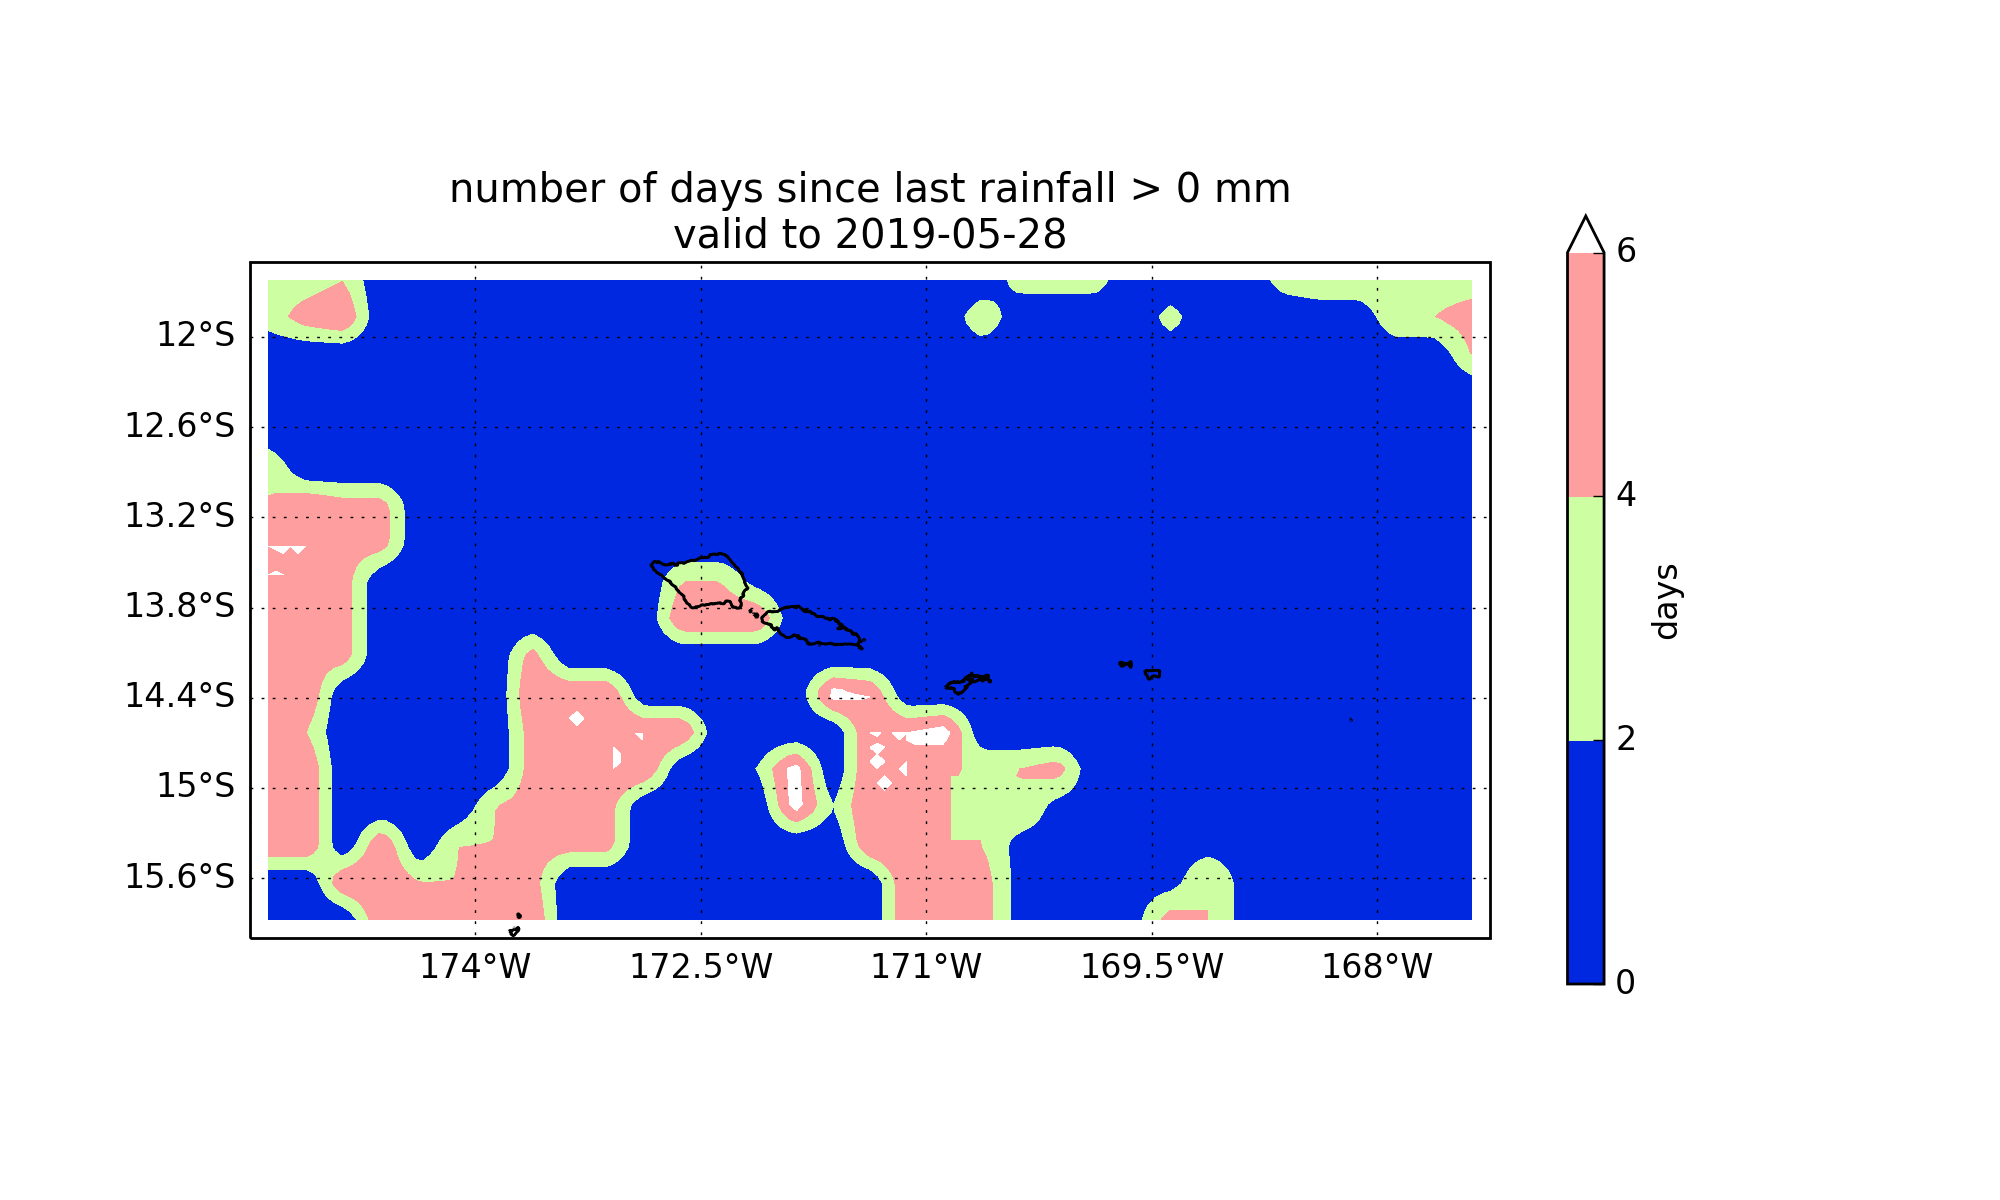 number of days since last rainfall > 0 mm
valid to 2019-05-28
12°S
12.6°S
13.2°S
13.8°S
14.4°S
15°S
15.6°S
174°W
172.5°W
171°W
169.5°W
168°W
6
4
2
0
days